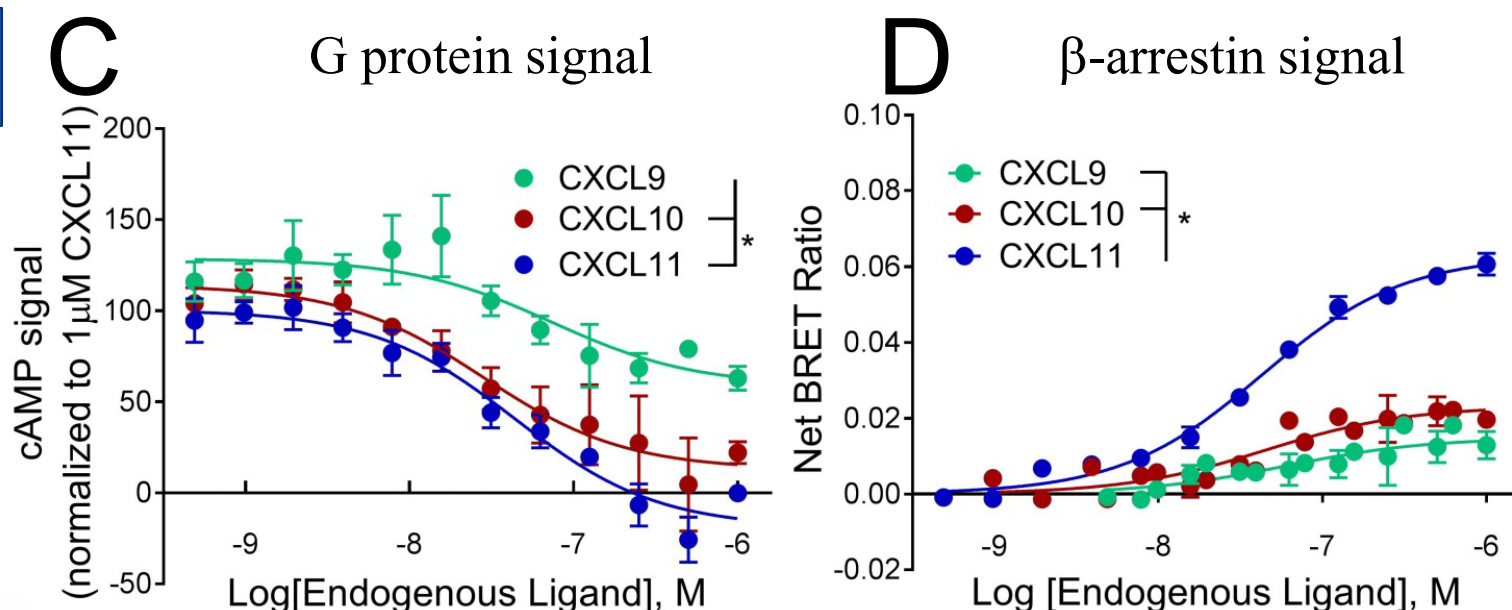 C
G protein signal
cAMP signal
(normalized to 1μM CXCL11)
200
150
100
50
0
-50
CXCL9
CXCL10
CXCL11
*
-9
-8
-7
-6
Log[Endogenous Ligand], M
D
β-arrestin signal
Net BRET Ratio
0.10
0.08
0.06
0.04
0.02
0.00
-0.02
CXCL9
CXCL10
CXCL11
*
-9
-8
-7
-6
Log [Endogenous Ligand], M